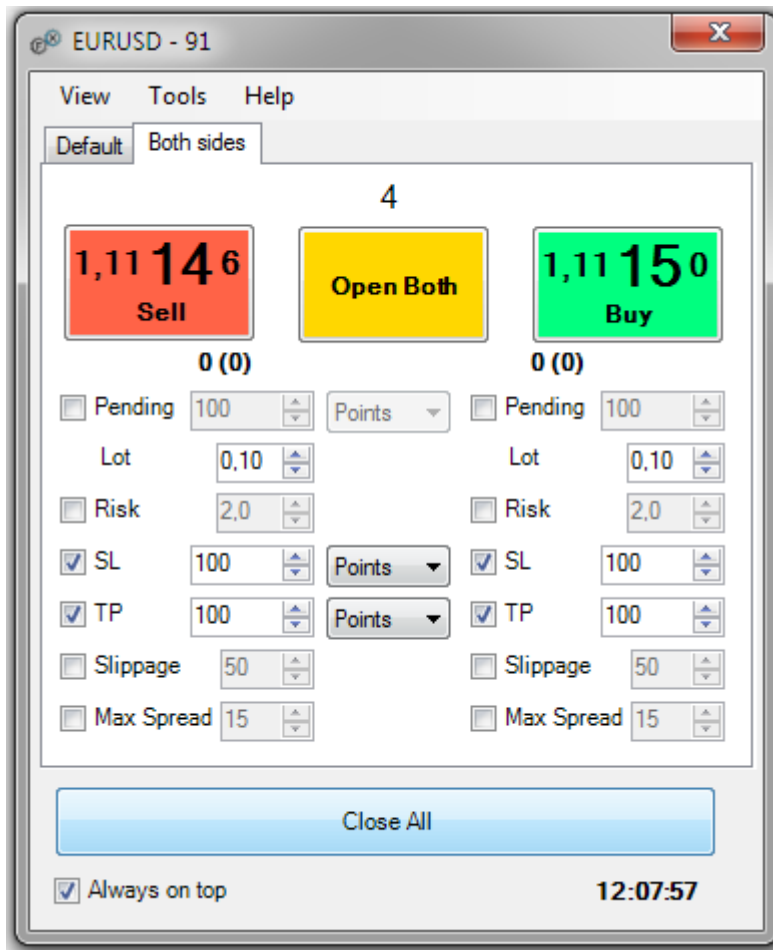 EURUSD - 91
View Tools Help
Default Both sides
4
1,11 14 6 Sell
Open Both
1,11 15 0 Buy
0 (0) 0 (0)
Pending 100 Points Pending 100
Lot 0,10 Lot 0,10
Risk 2,0 Risk 2,0
SL 100 Points SL 100
TP 100 Points TP 100
Slippage 50 Slippage 50
Max Spread 15 Max Spread 15
Close All
Always on top 12:07:57